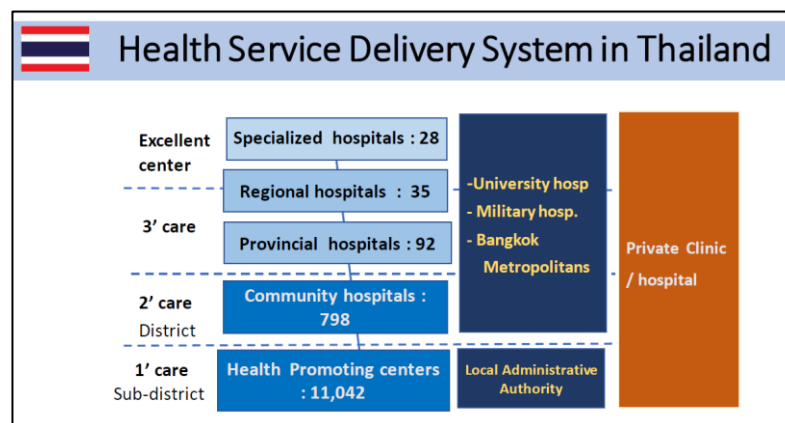 Health Service Delivery System in Thailand
Excellent
center
Specialized hospitals : 28
Regional hospitals : 35
3' care
Provincial hospitals : 92
2' care
District
Community hospitals :
798
1' care
Sub-district
Health Promoting centers
: 11,042
-University hosp
- Military hosp.
- Bangkok
Metropolitans
Local Administrative
Authority
Private Clinic
/ hospital